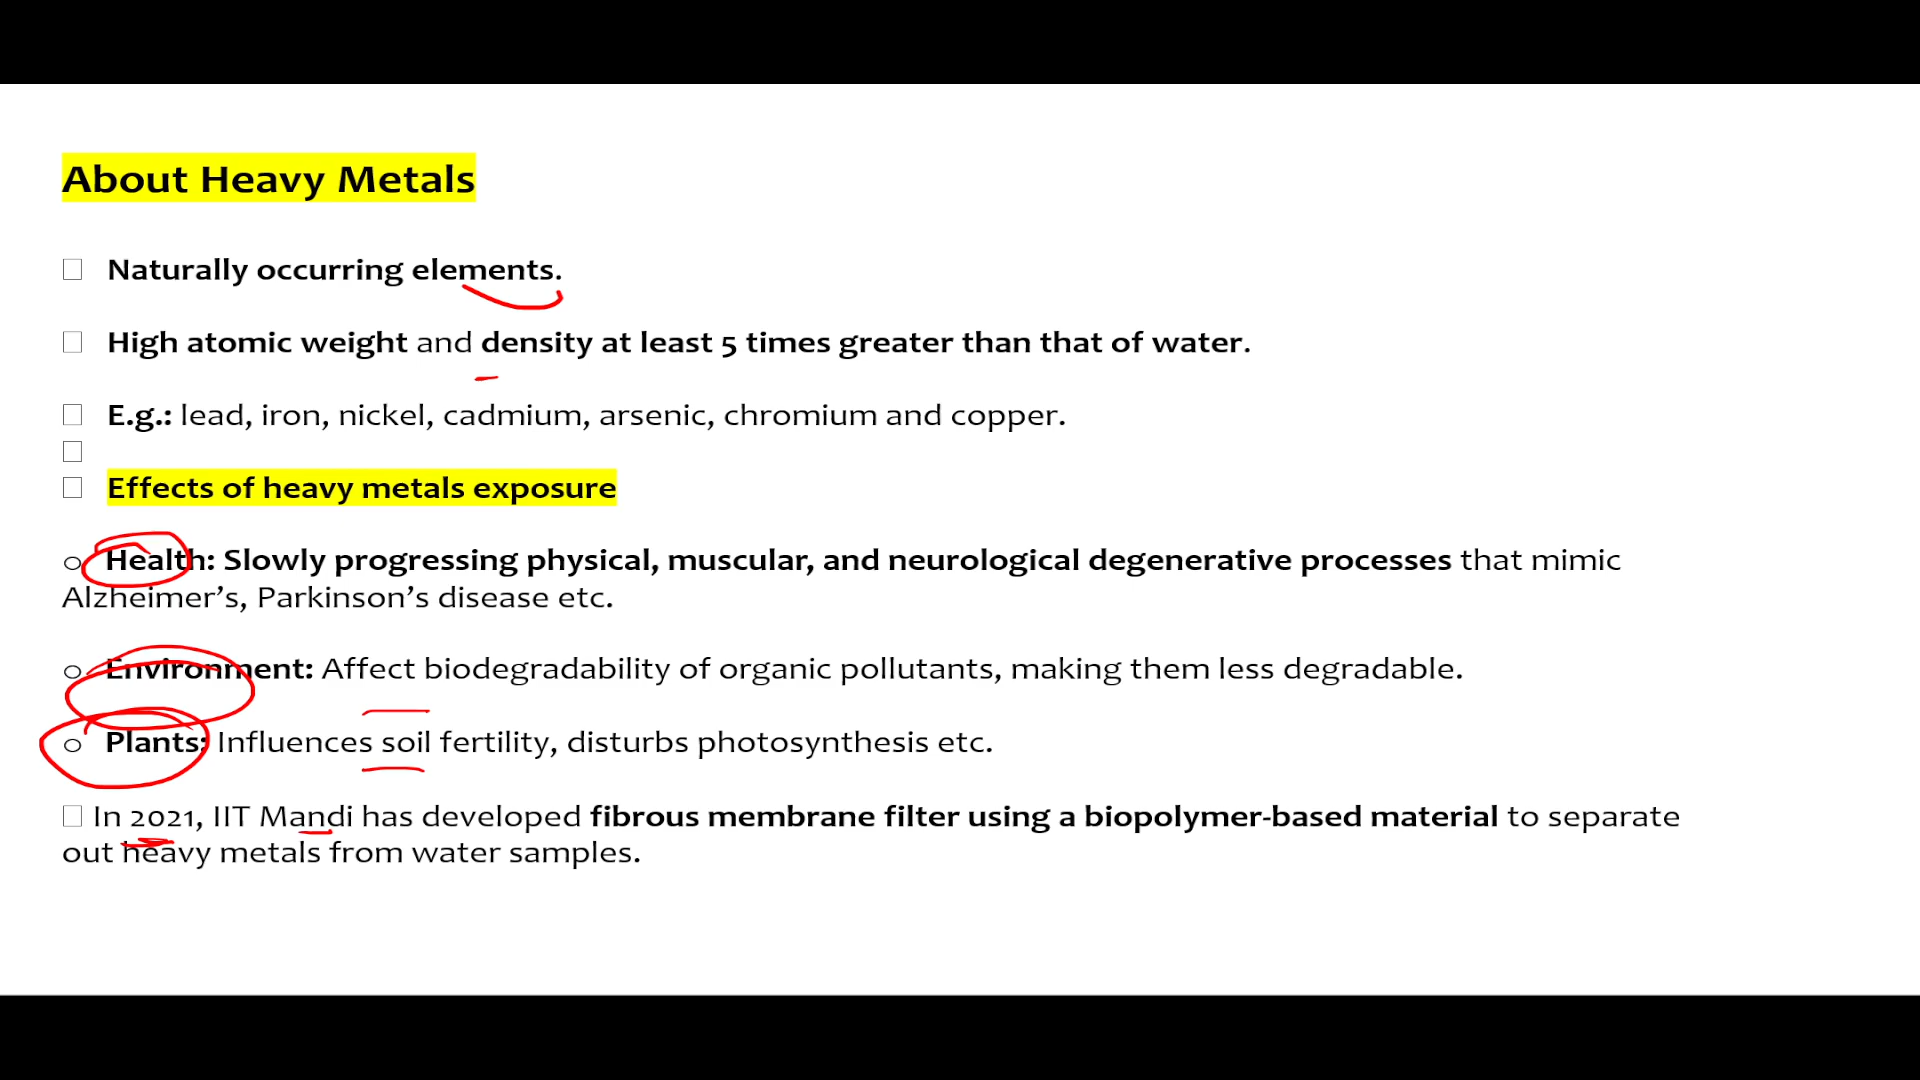 About Heavy Metals
Naturally occurring elements.
High atomic weight and density at least 5 times greater than that of water.
E.g.: lead, iron, nickel, cadmium, arsenic, chromium and copper.
Effects of heavy metals exposure
o Health: Slowly progressing physical, muscular, and neurological degenerative processes that mimic
Alzheimer’s, Parkinson’s disease etc.
o Environment: Affect biodegradability of organic pollutants, making them less degradable.
o Plants: Influences soil fertility, disturbs photosynthesis etc.
In 2021, IIT Mandi has developed fibrous membrane filter using a biopolymer-based material to separate
out heavy metals from water samples.